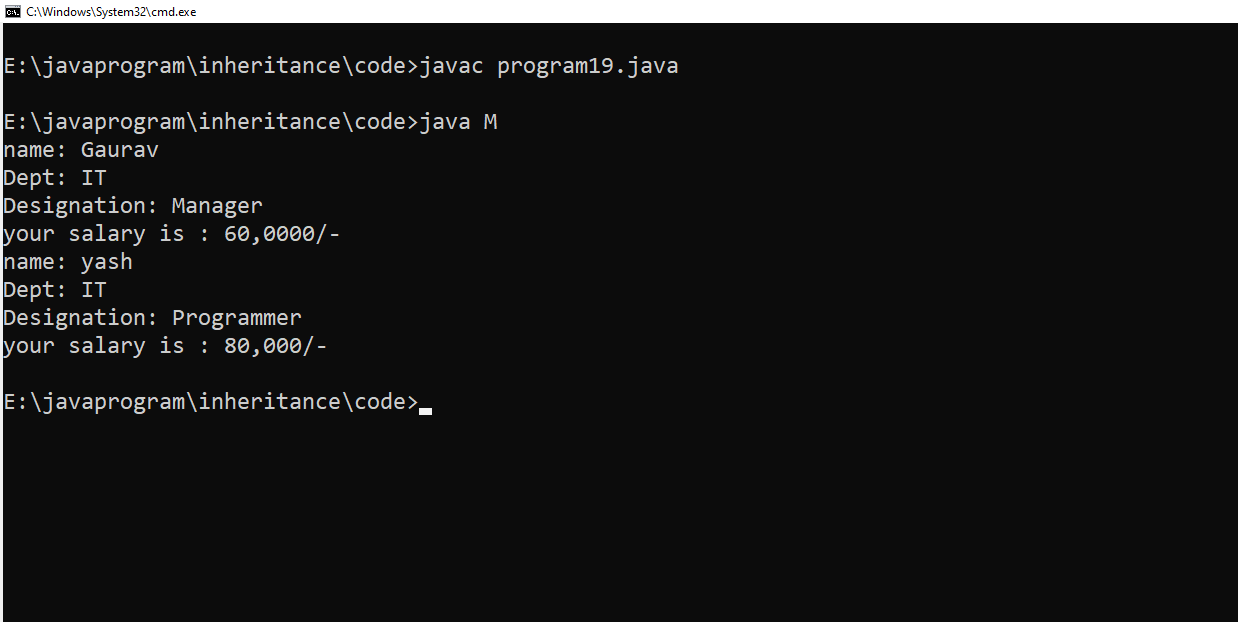 C:\Windows\System32\cmd.exe
E:\javaprogram\inheritance\code>javac program19.java
E:\javaprogram\inheritance\code>java M
name: Gaurav
Dept: IT
Designation: Manager
your salary is : 60,0000/-
name: yash
Dept: IT
Designation: Programmer
your salary is : 80,000/-
E:\javaprogram\inheritance\code>